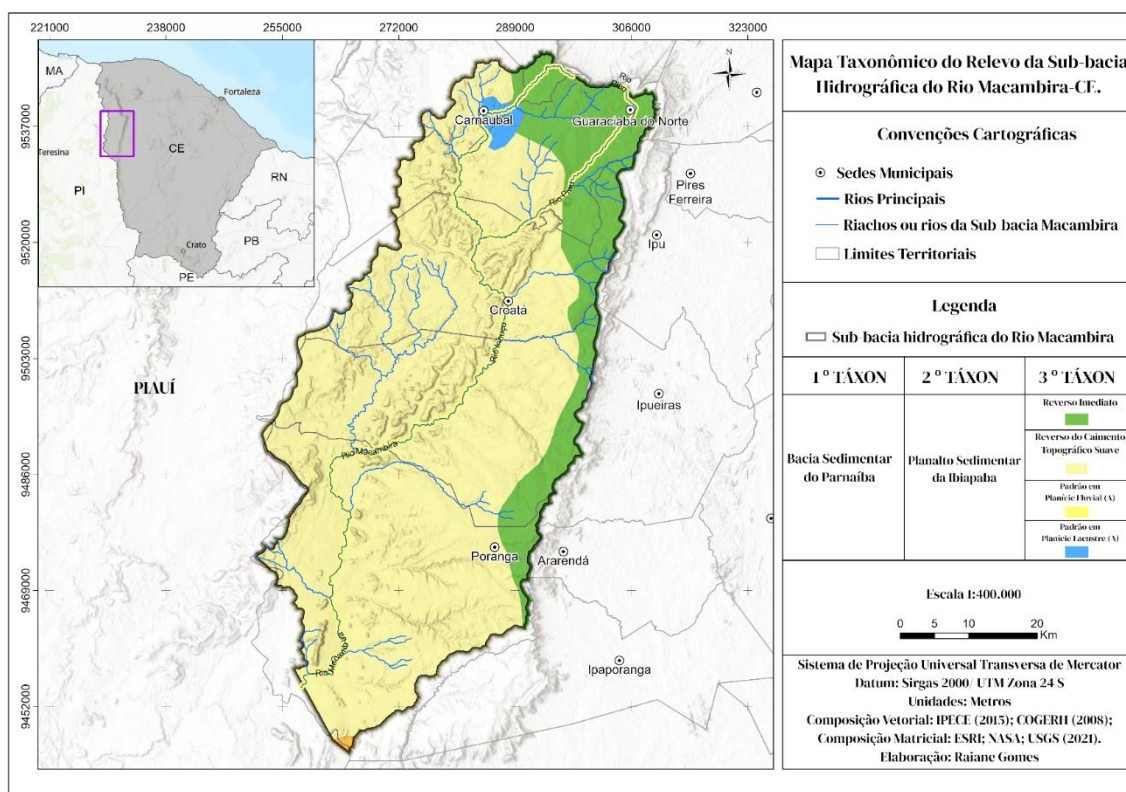 221000
238000
255000
272000
289000
306000
323000
9537000
9520000
9503000
9486000
9469000
9452000
MA
Fortaleza
Teresina
CE
PI
RN
PB
Crato
PE
N
Rio
Carnaubal
Guaraciaba do Norte
Rio
Pires
Ferreira
Ipu
Croatá
PIAUÍ
Ipueiras
Rio Macambira
Poranga
Ararendá
Ipaporanga
Mapa Taxonômico do Relevo da Sub-bacia
Hidrográfica do Rio Macambira-CE.
Convenções Cartográficas
Sedes Municipais
Rios Principais
Riachos ou rios da Sub bacia Macambira
Limites Territoriais
Legenda
Sub-bacia hidrográfica do Rio Macambira
1 º TÁXON
2 º TÁXON
3 º TÁXON
Bacia Sedimentar
do Parnaíba
Planalto Sedimentar
da Ibiapaba
Reverso Imediato
Reverso do Caimento
Topográfico Suave
Padrão em
Planície Fluvial (A)
Padrão em
Planície Lacustre (A)
Escala 1:400.000
0 5 10 20
Km
Sistema de Projeção Universal Transversa de Mercator
Datum: Sirgas 2000/ UTM Zona 24 S
Unidades: Metros
Composição Vetorial: IPECE (2015); COGERH (2008);
Composição Matricial: ESRI; NASA; USGS (2021).
Elaboração: Raiane Gomes